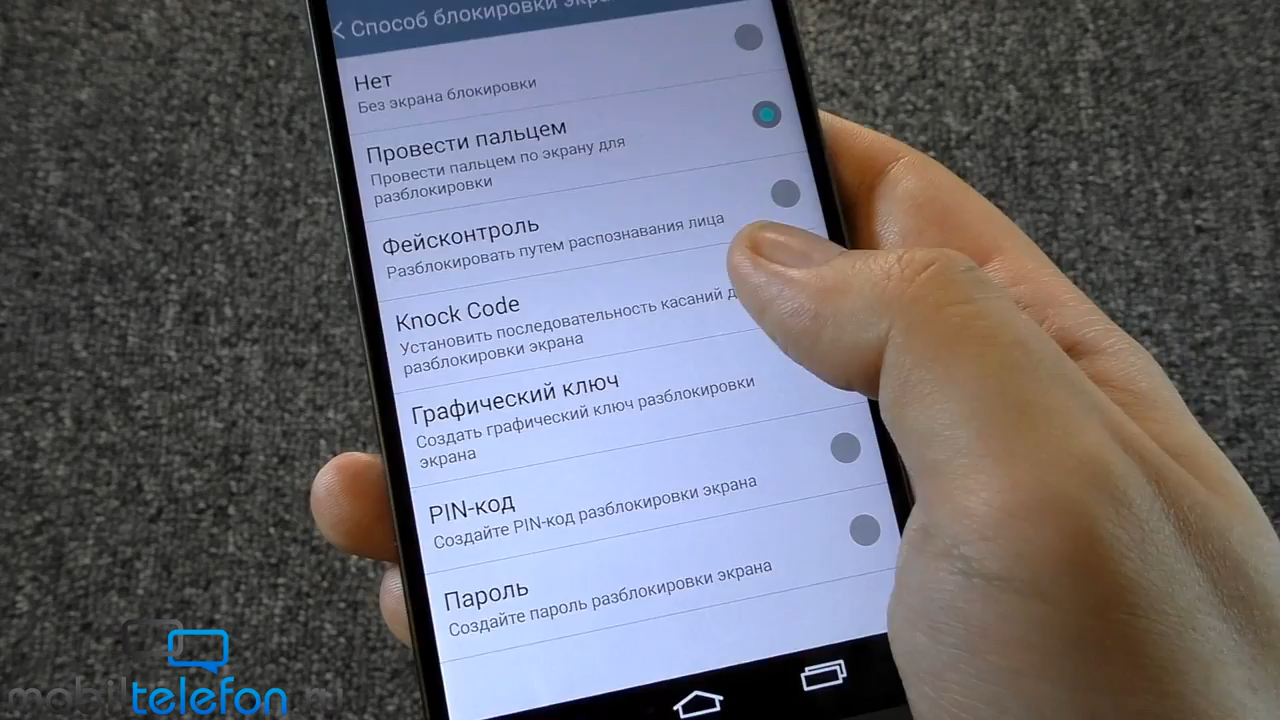 Способ блокировки
Нет
Без экрана блокировки
Провести пальцем
Провести пальцем по экрану для
разблокировки
Фейсконтроль
Разблокировать путем распознавания лица
Knock Code
Установить последовательность касаний
разблокировки экрана
Графический ключ
Создать графический ключ разблокировки
экрана
PIN-код
Создайте PIN-код разблокировки экрана
Пароль
Создайте пароль разблокировки экрана
mobiltelefon.ru